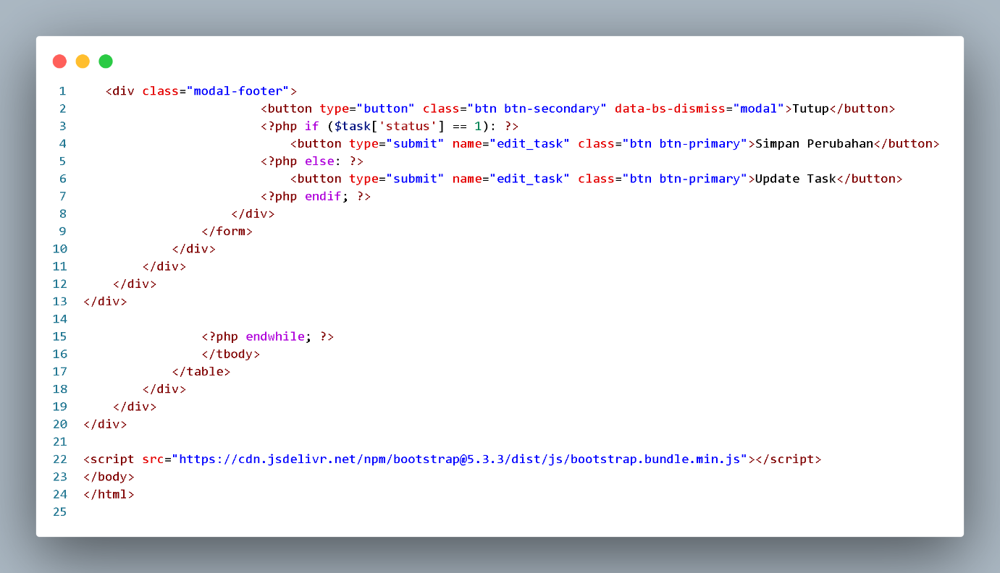 1 <div class="modal-footer">
2 <button type="button" class="btn btn-secondary" data-bs-dismiss="modal">Tutup</button>
3 <?php if ($task['status'] == 1): ?>
4 <button type="submit" name="edit_task" class="btn btn-primary">Simpan Perubahan</button>
5 <?php else: ?>
6 <button type="submit" name="edit_task" class="btn btn-primary">Update Task</button>
7 <?php endif; ?>
8 </div>
9 </form>
10 </div>
11 </div>
12 </div>
13 </div>
14
15 <?php endwhile; ?>
16 </tbody>
17 </table>
18 </div>
19 </div>
20 </div>
21
22 <script src="https://cdn.jsdelivr.net/npm/bootstrap@5.3.3/dist/js/bootstrap.bundle.min.js"></script>
23 </body>
24 </html>
25